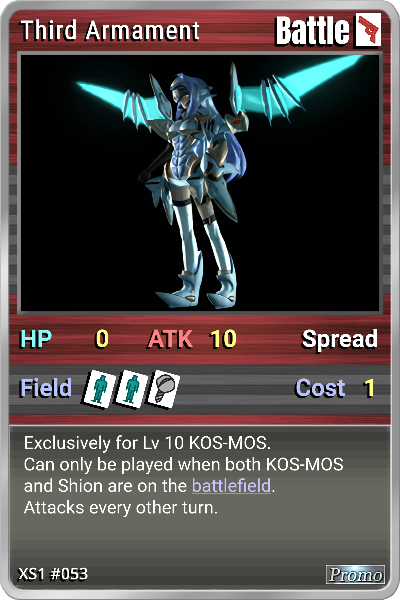 Third Armament Battle
HP 0 ATK 10 Spread
Field Cost 1
Exclusively for Lv 10 KOS-MOS.
Can only be played when both KOS-MOS
and Shion are on the battlefield.
Attacks every other turn.
XS1 #053 Promo